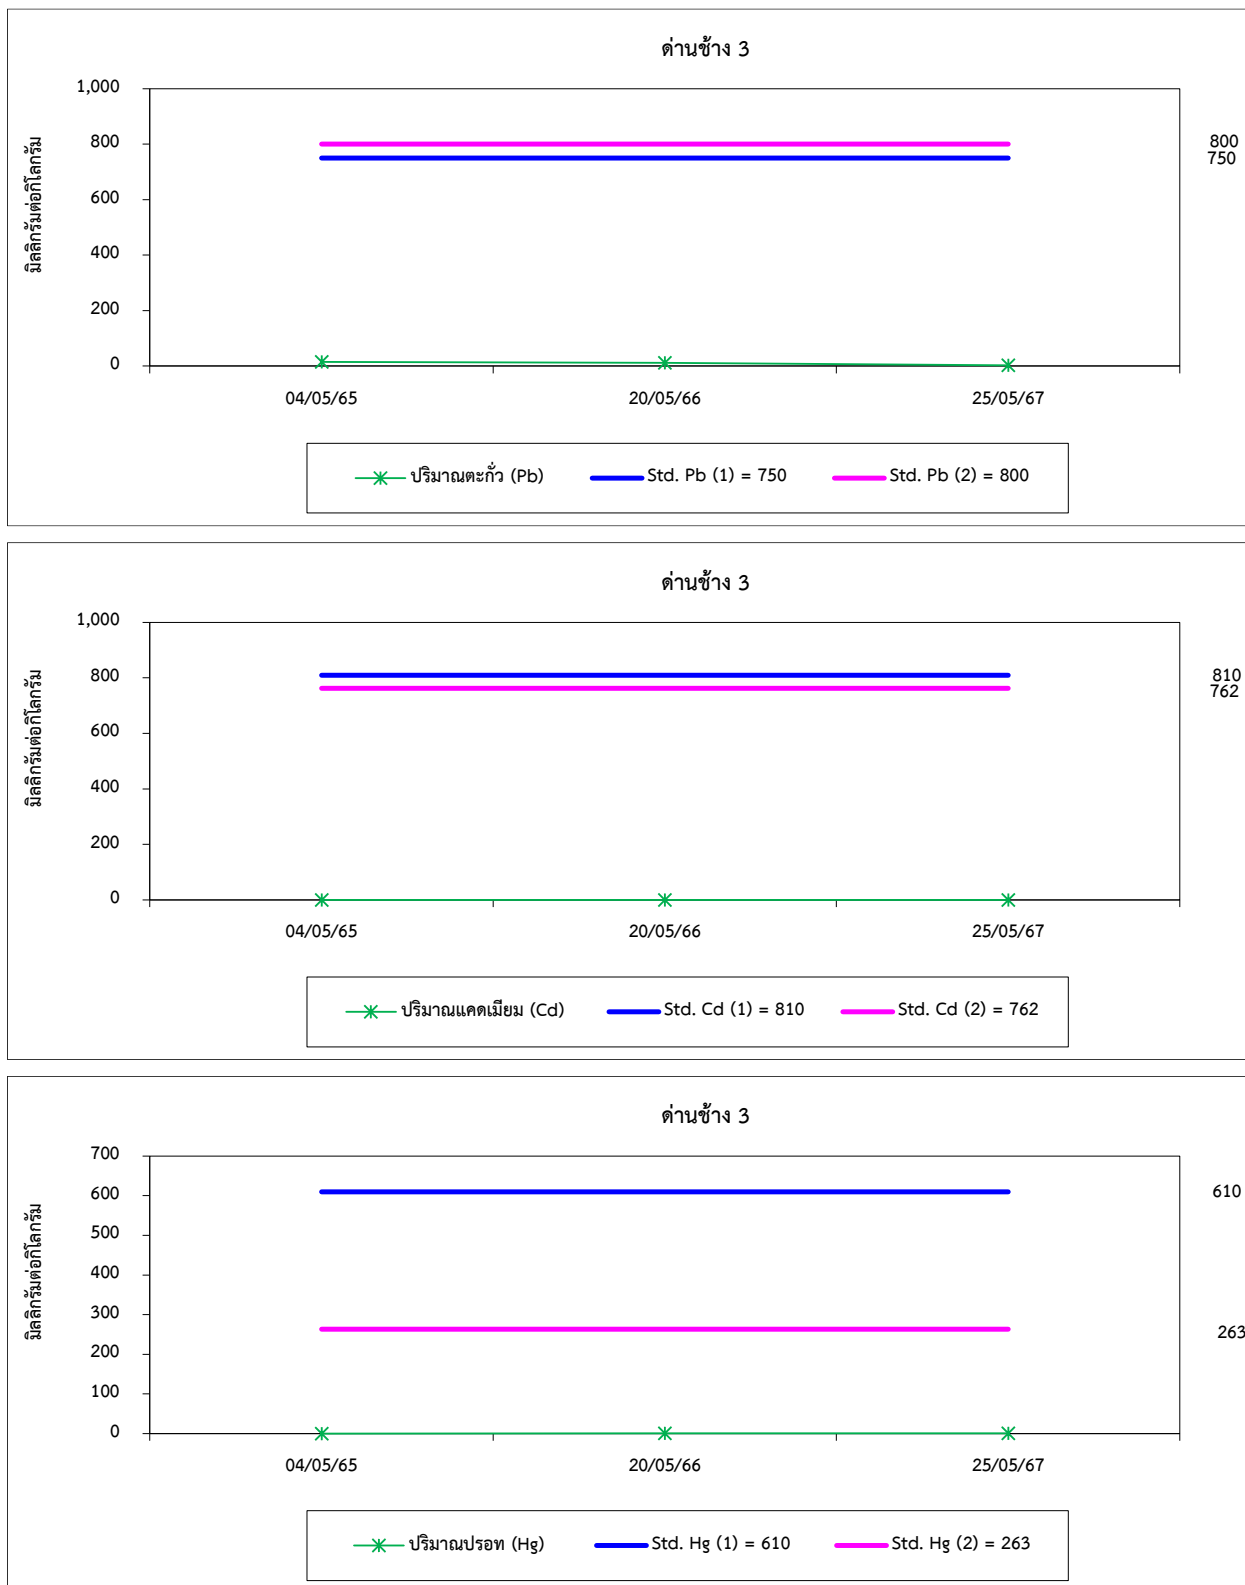 ด่านช้าง 3
มิลลิกรัมต่อกิโลกรัม
1,000
800
600
400
200
0
800
750
04/05/65 20/05/66 25/05/67
ปริมาณตะกั่ว (Pb) Std. Pb (1) = 750 Std. Pb (2) = 800
ด่านช้าง 3
มิลลิกรัมต่อกิโลกรัม
1,000
800
600
400
200
0
810
762
04/05/65 20/05/66 25/05/67
ปริมาณแคดเมียม (Cd) Std. Cd (1) = 810 Std. Cd (2) = 762
ด่านช้าง 3
มิลลิกรัมต่อกิโลกรัม
700
600
500
400
300
200
100
0
610
263
04/05/65 20/05/66 25/05/67
ปริมาณปรอท (Hg) Std. Hg (1) = 610 Std. Hg (2) = 263